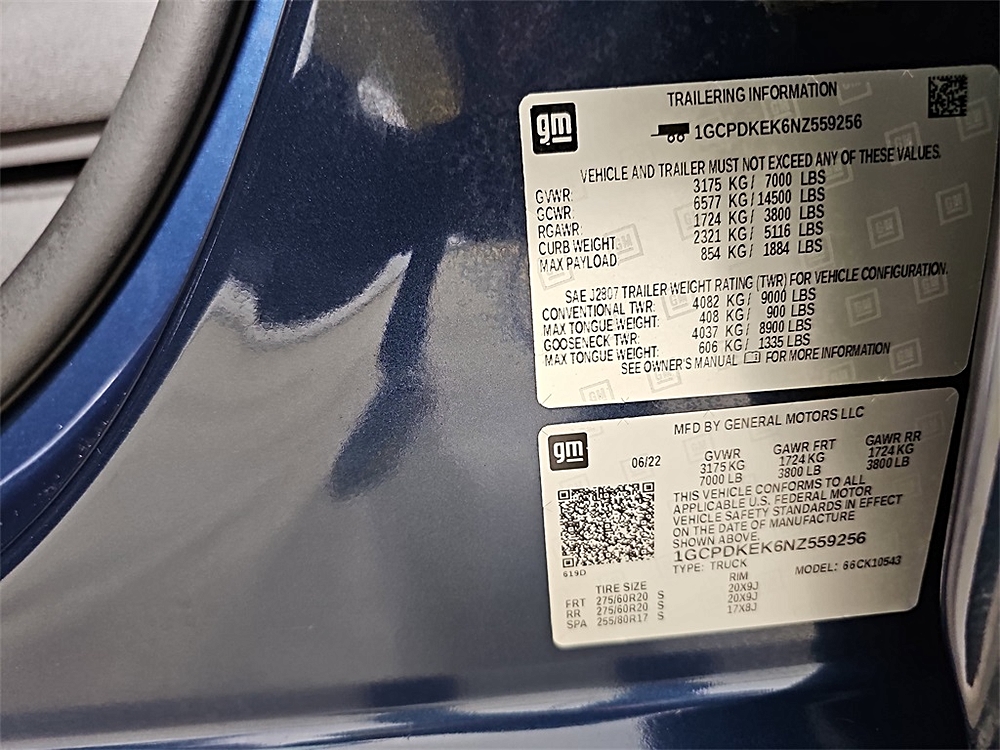 gm
TRAILERING INFORMATION
1GCPDKEK6NZ559256
VEHICLE AND TRAILER MUST NOT EXCEED ANY OF THESE VALUES.
GVWR: 3175 KG / 7000 LBS
GCWR: 6577 KG / 14500 LBS
RGAWR: 1724 KG / 3800 LBS
CURB WEIGHT: 2321 KG / 5116 LBS
MAX PAYLOAD 854 KG / 1884 LBS
SAE J2807 TRAILER WEIGHT RATING (TWR) FOR VEHICLE CONFIGURATION.
CONVENTIONAL TWR: 4082 KG / 9000 LBS
MAX TONGUE WEIGHT: 408 KG / 900 LBS
GOOSENECK TWR: 4037 KG / 8900 LBS
MAX TONGUE WEIGHT: 606 KG / 1335 LBS
SEE OWNER'S MANUAL FOR MORE INFORMATION
gm
MFD BY GENERAL MOTORS LLC
06/22 GVWR GAWR FRT GAWR RR
3175 KG 1724 KG 1724 KG
7000 LB 3800 LB 3800 LB
THIS VEHICLE CONFORMS TO ALL
APPLICABLE U.S. FEDERAL MOTOR
VEHICLE SAFETY STANDARDS IN EFFECT
ON THE DATE OF MANUFACTURE
SHOWN ABOVE.
1GCPDKEK6NZ559256
619D
TYPE: TRUCK MODEL: 66CK10543
TIRE SIZE RIM
FRT 275/60R20 S 20X9J
RR 275/60R20 S 20X9J
SPA 255/80R17 S 17X8J